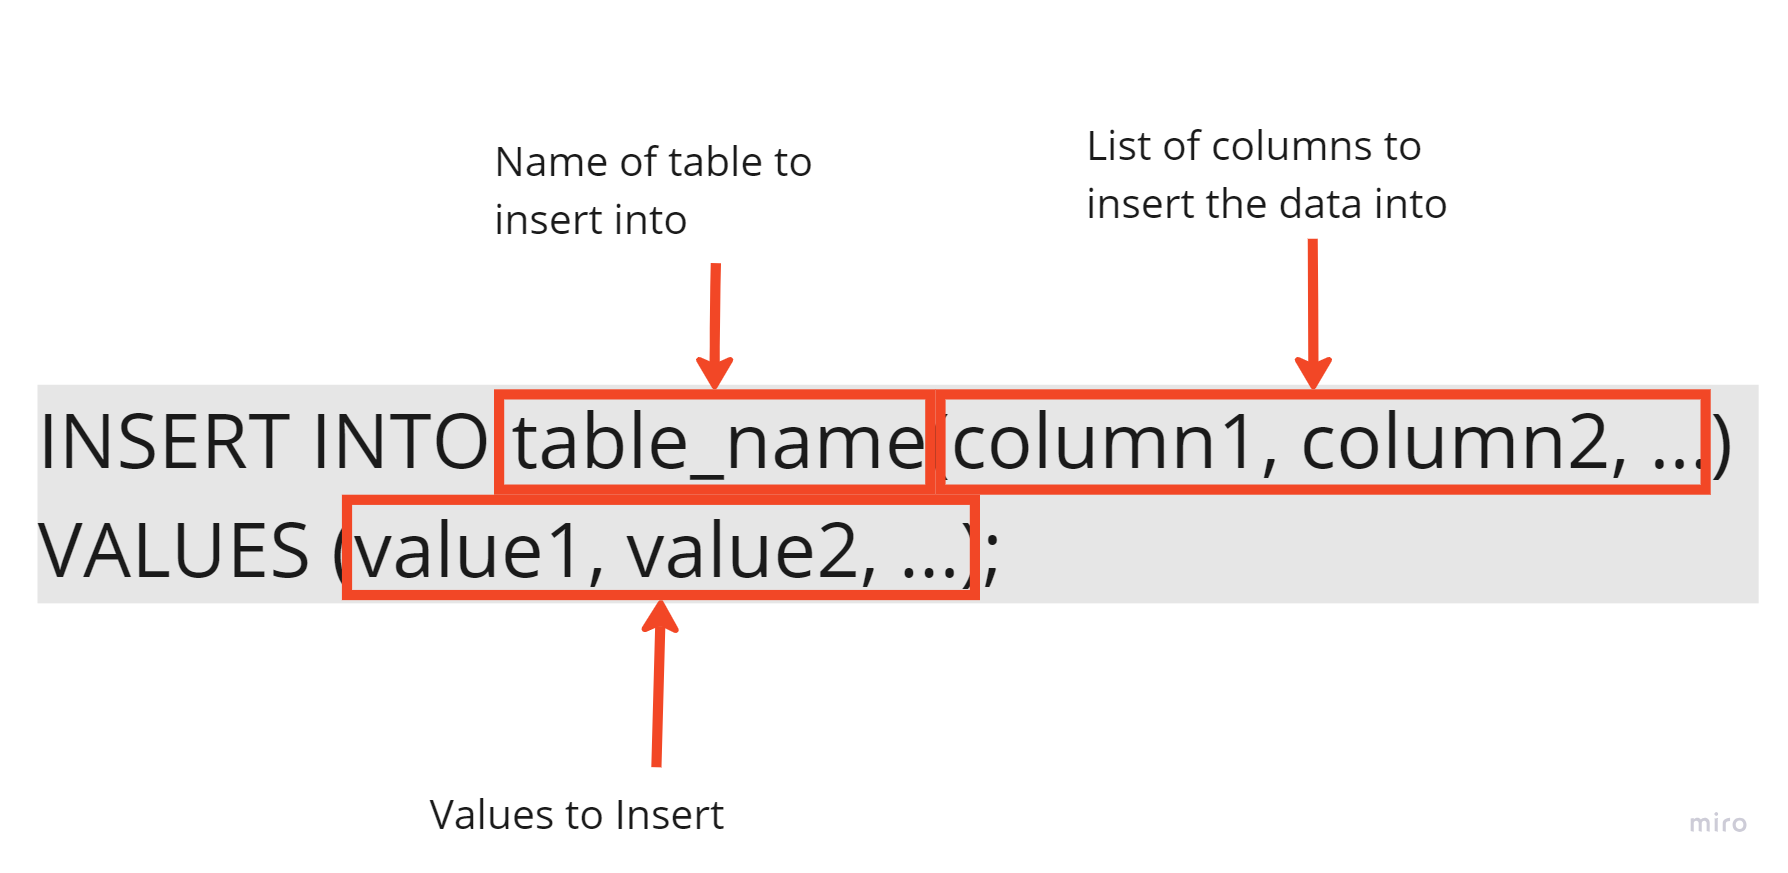 Name of table to
insert into
List of columns to
insert the data into
INSERT INTO table_name(column1, column2, ...)
VALUES (value1, value2, ...);
Values to Insert
miro